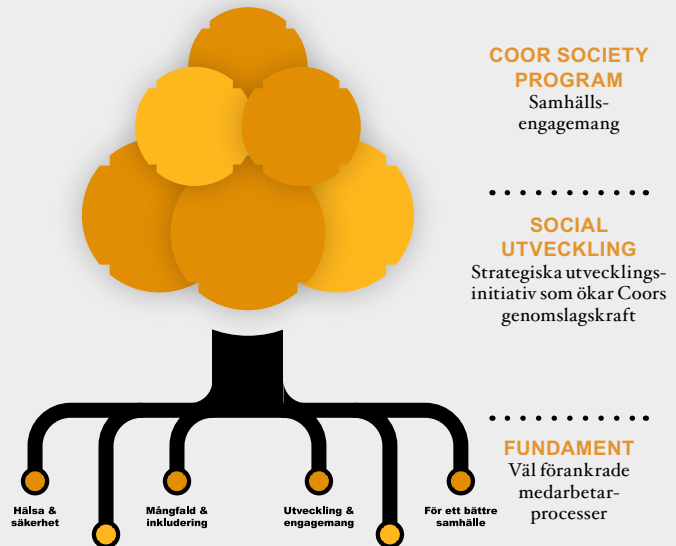 COOR SOCIETY
PROGRAM
Samhälls-
engagemang
SOCIAL
UTVECKLING
Strategiska utvecklings-
initiativ som ökar Coors
genomslagskraft
FUNDAMENT
Väl förankrade
medarbetar-
processer
Hälsa &
säkerhet
Mångfald &
inkludering
Utveckling &
engagemang
För ett bättre
samhälle